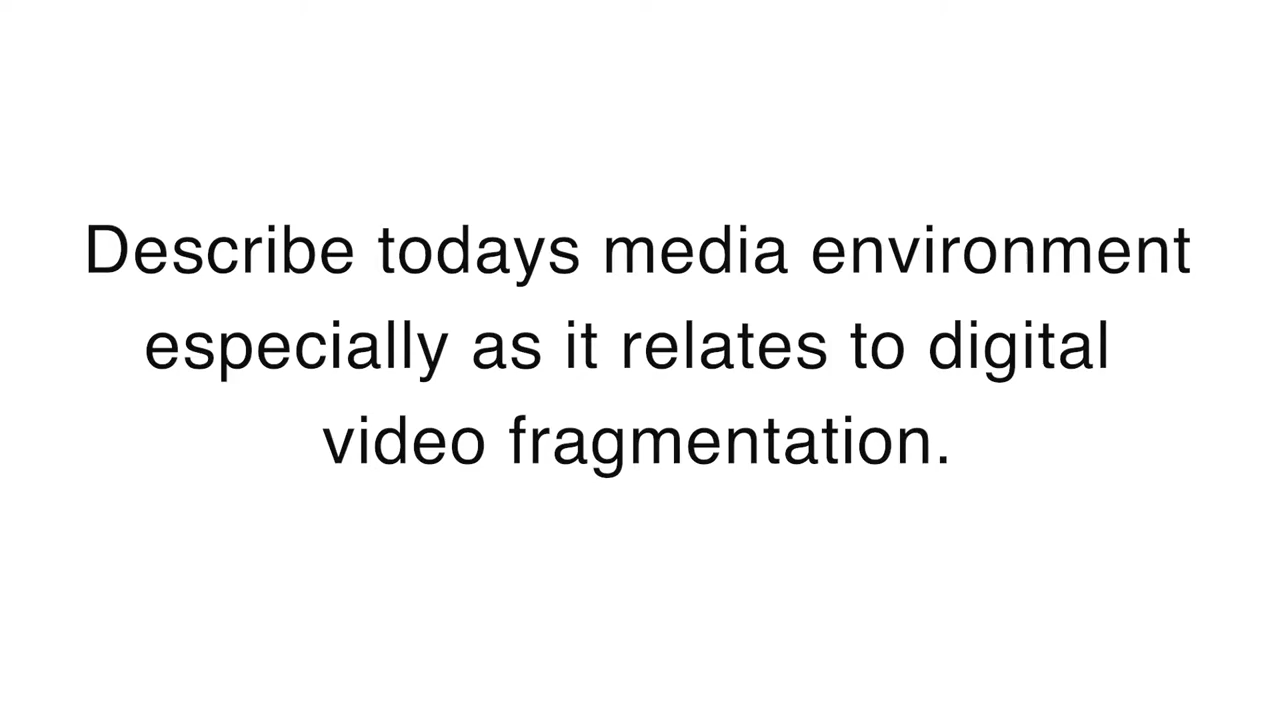 Describe todays media environment
especially as it relates to digital
video fragmentation.